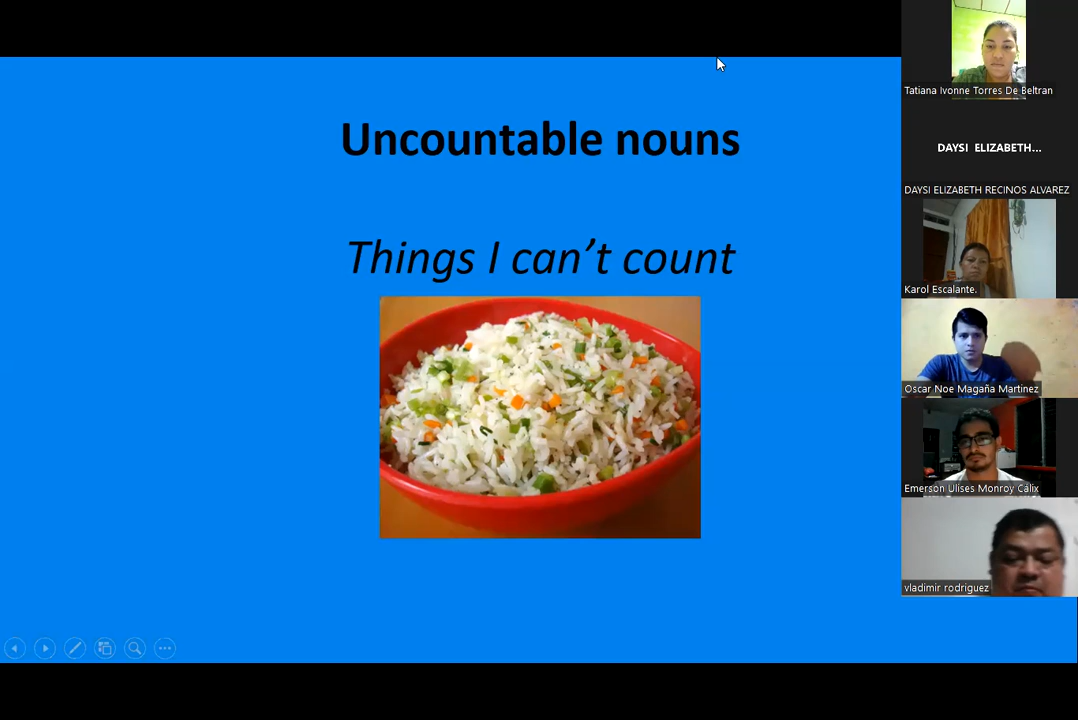 Uncountable nouns
Things I can’t count
Tatiana Ivonne Torres De Beltran
DAYSI ELIZABETH...
DAYSI ELIZABETH RECINOS ALVAREZ
Karol Escalante.
Oscar Noe Magaña Martinez
Emerson Ulises Monroy Cálix
vladimir rodriguez